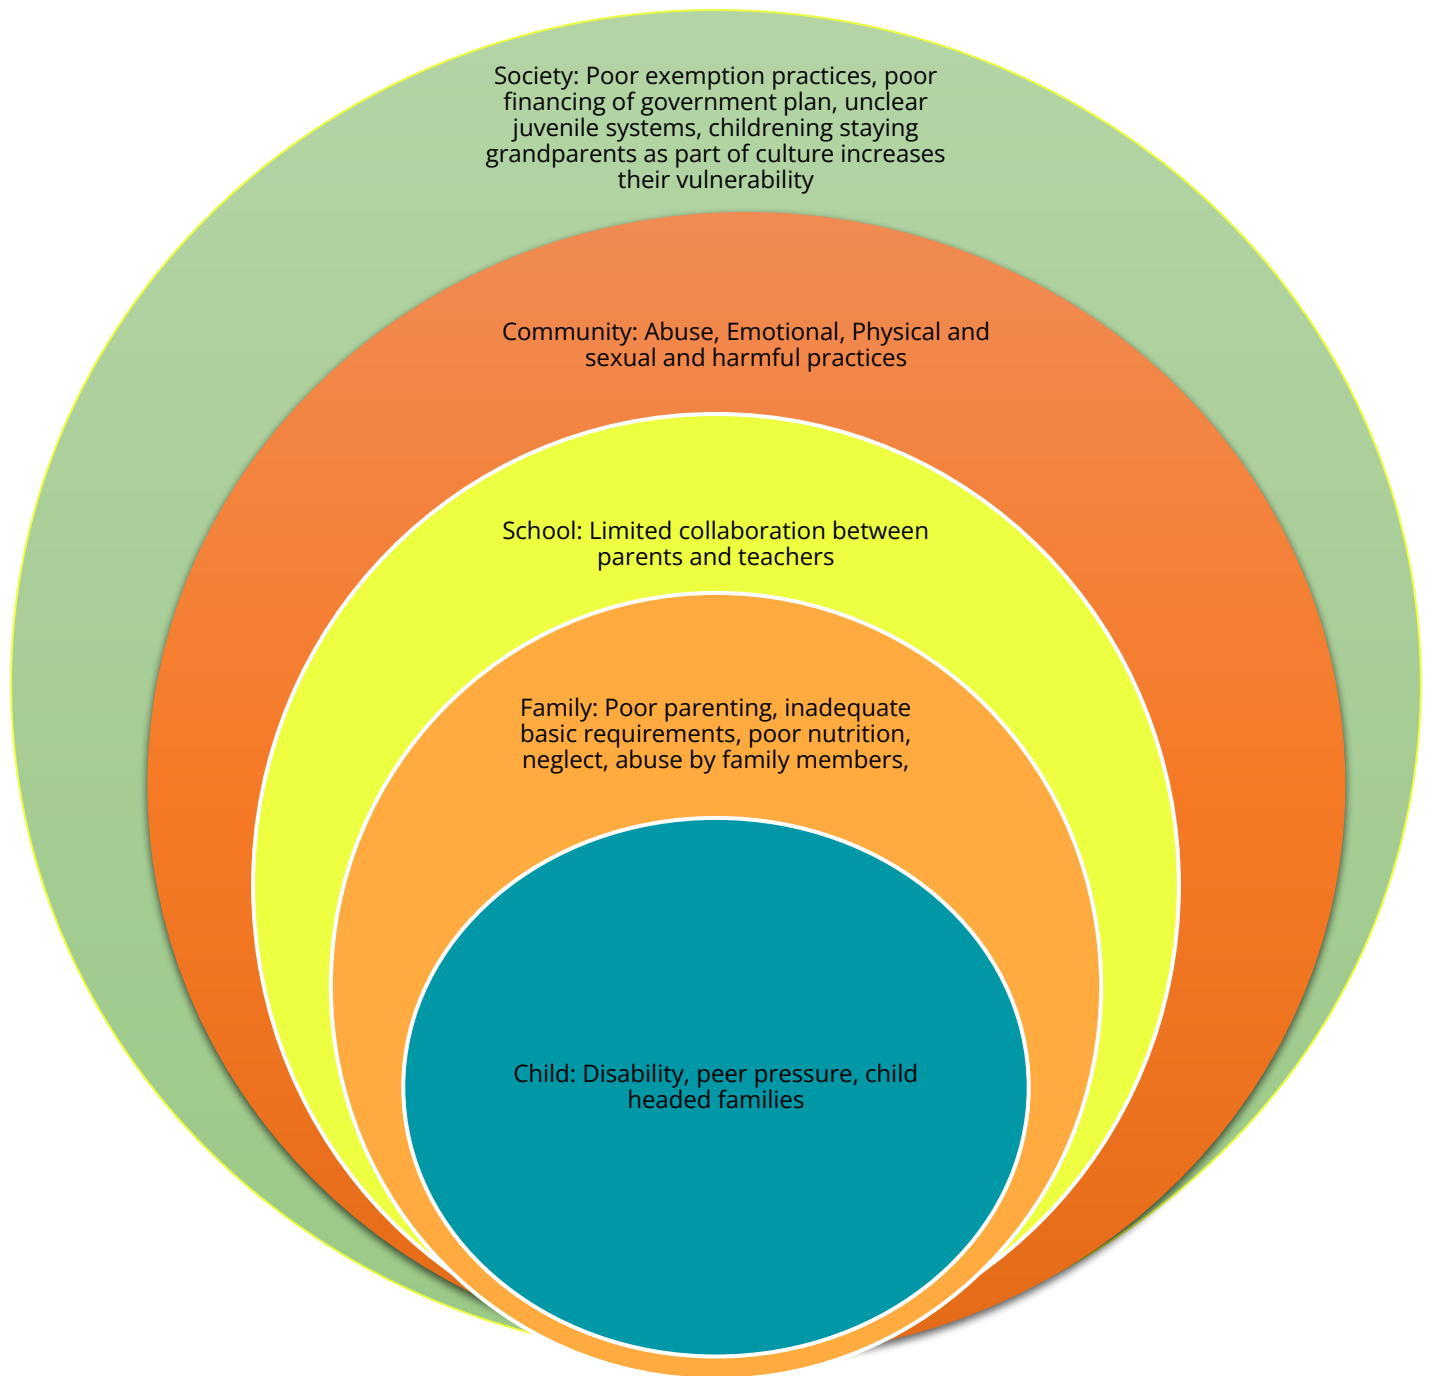 Society: Poor exemption practices, poor
financing of government plan, unclear
juvenile systems, childrening staying
grandparents as part of culture increases
their vulnerability
Community: Abuse, Emotional, Physical and
sexual and harmful practices
School: Limited collaboration between
parents and teachers
Family: Poor parenting, inadequate
basic requirements, poor nutrition,
neglect, abuse by family members,
Child: Disability, peer pressure, child
headed families